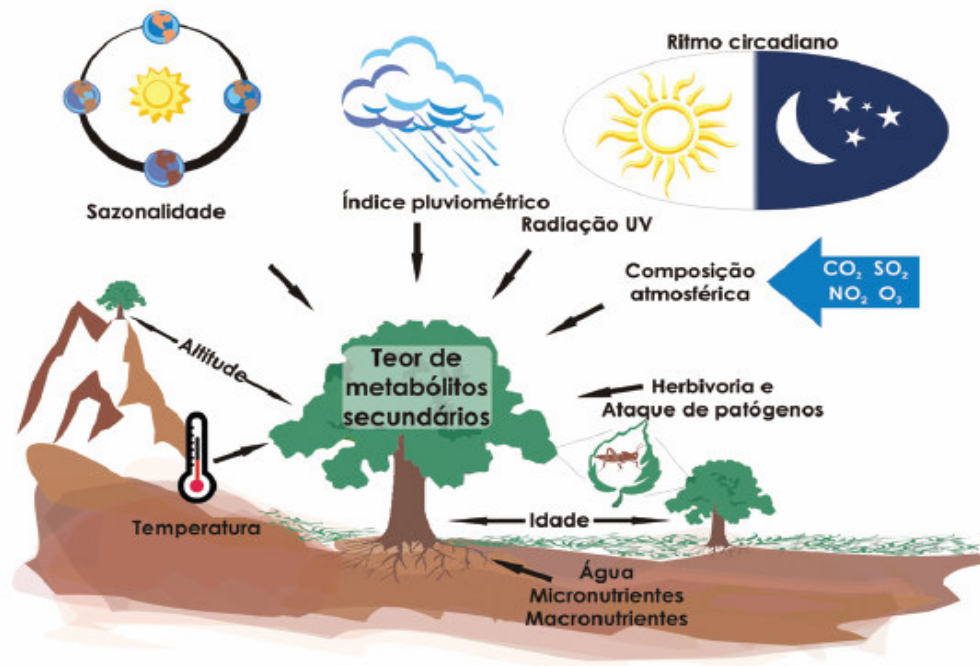 Ritmo circadiano
Sazonalidade
Índice pluviométrico
Radiação UV
Composição
atmosférica
CO₂ SO₂
NO₂ O₃
Altitude
Teor de
metabólitos
secundários
Herbivoria e
Ataque de patógenos
Temperatura
Idade
Água
Micronutrientes
Macronutrientes